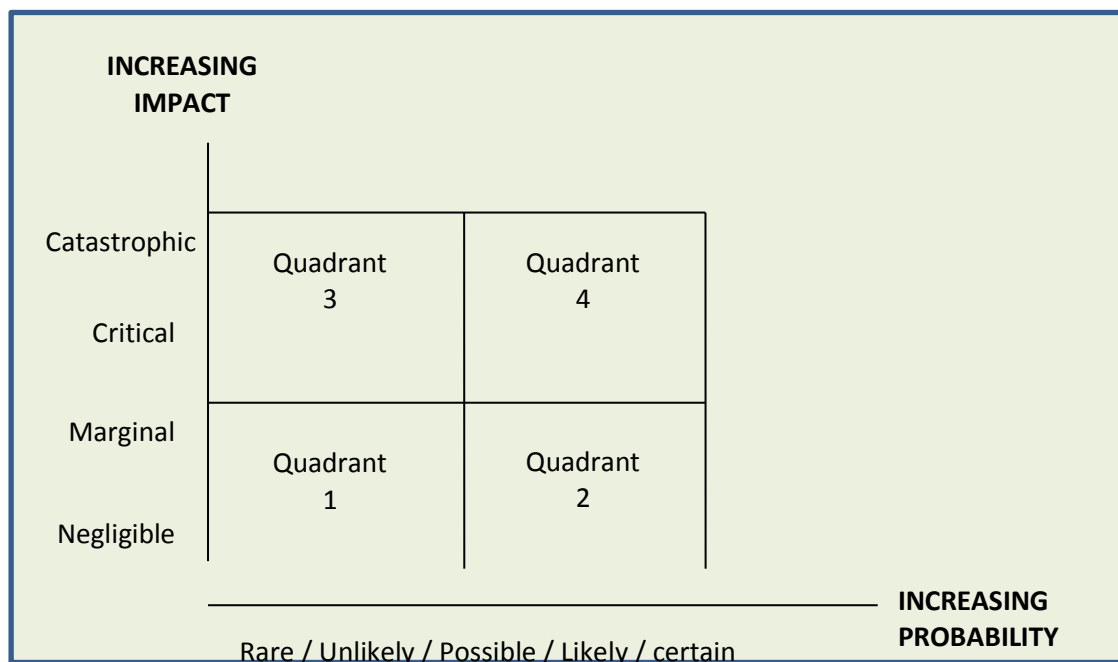 INCREASING
IMPACT
Catastrophic
Quadrant
3
Quadrant
4
Critical
Marginal
Quadrant
1
Quadrant
2
Negligible
INCREASING
PROBABILITY
Rare / Unlikely / Possible / Likely / certain